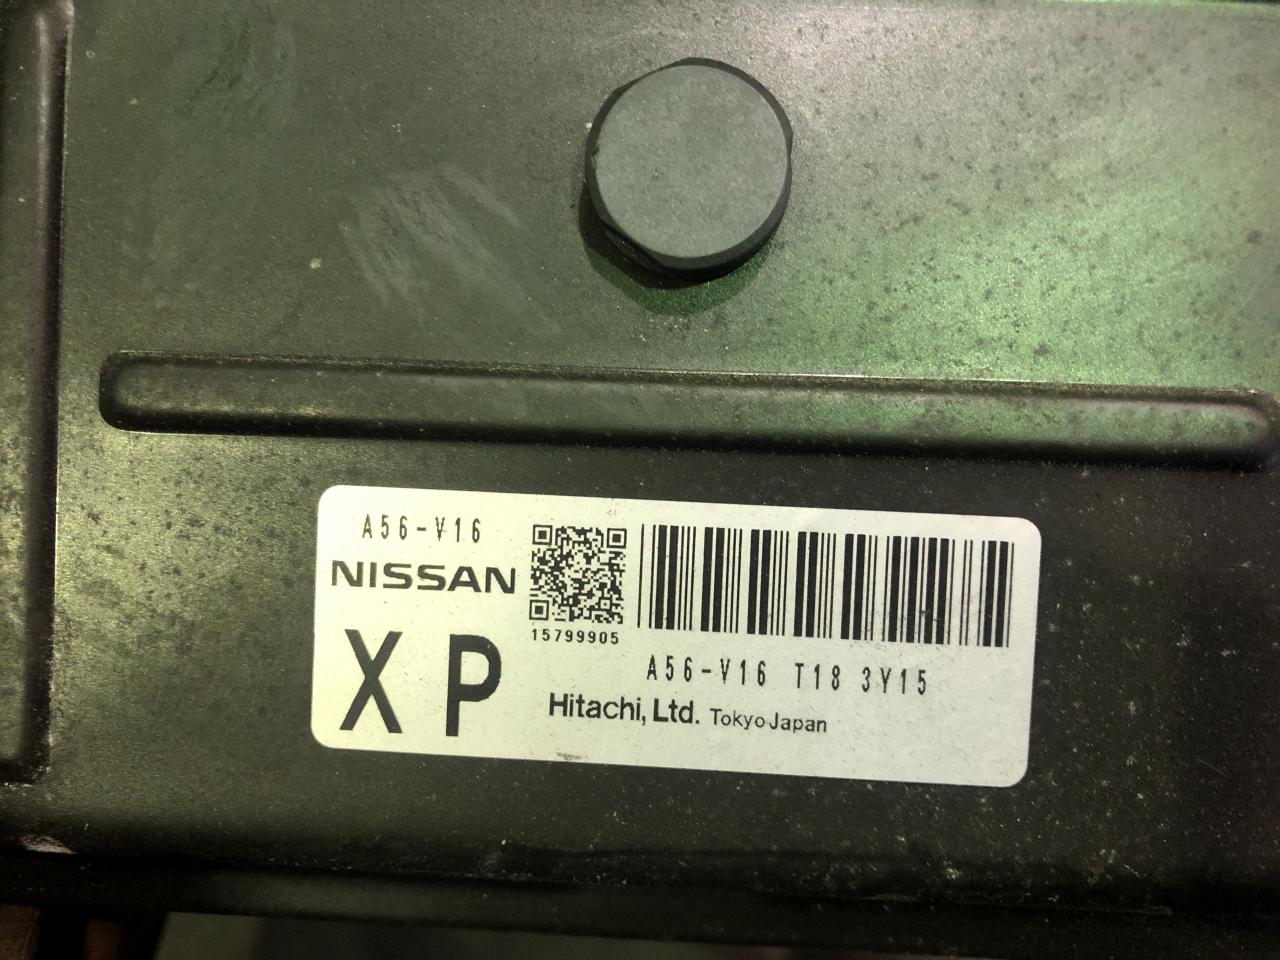 A56-V16
NISSAN
XP
15799905
A56-V16 T18 3Y15
Hitachi, Ltd. Tokyo Japan